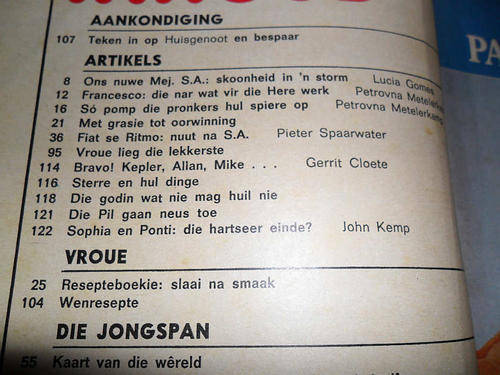 AANKONDIGING
107 Teken in op Huisgenoot en bespaar
ARTIKELS
8 Ons nuwe Mej. S.A.: skoonheid in 'n storm Lucia Gomes
12 Francesco: die nar wat vir die Here werk Petrovna Metelerkamp
16 Só pomp die pronkers hul spiere op Petrovna Metelerkamp
21 Met grasie tot oorwinning
36 Fiat se Ritmo: nuut na S.A. Pieter Spaarwater
95 Vroue lieg die lekkerste
114 Bravo! Kepler, Allan, Mike . . . Gerrit Cloete
116 Sterre en hul dinge
118 Die godin wat nie mag huil nie
121 Die Pil gaan neus toe
122 Sophia en Ponti: die hartseer einde? John Kemp
VROUE
25 Resepteboekie: slaai na smaak
104 Wenresepte
DIE JONGSPAN
55 Kaart van die wêreld
PA